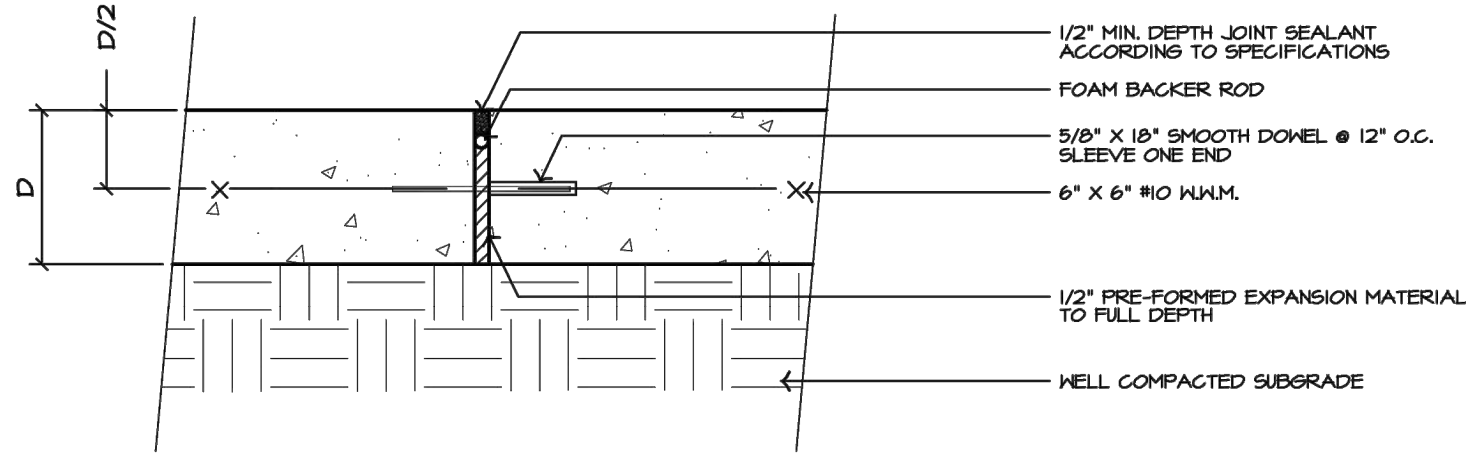 D/2
D
1/2" MIN. DEPTH JOINT SEALANT
ACCORDING TO SPECIFICATIONS
FOAM BACKER ROD
5/8" X 18" SMOOTH DOWEL @ 12" O.C.
SLEEVE ONE END
6" X 6" #10 W.W.M.
1/2" PRE-FORMED EXPANSION MATERIAL
TO FULL DEPTH
WELL COMPACTED SUBGRADE